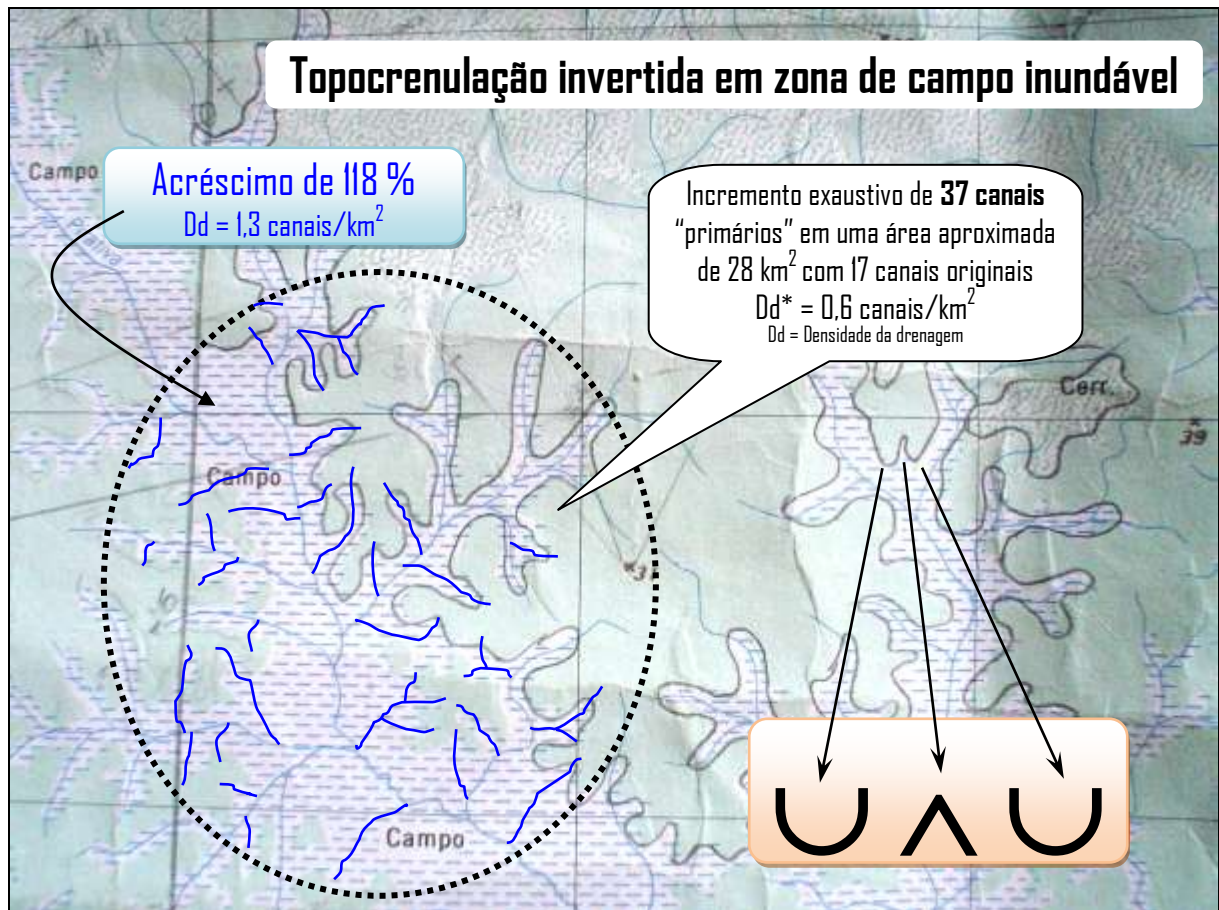 Topocrenulação invertida em zona de campo inundável
Campo
Acréscimo de 118 %
Dd = 1,3 canais/km²
Incremento exaustivo de 37 canais
“primários” em uma área aproximada
de 28 km² com 17 canais originais
Dd* = 0,6 canais/km²
Dd = Densidade da drenagem
Cerr.
39
Campo
Campo
U Λ U